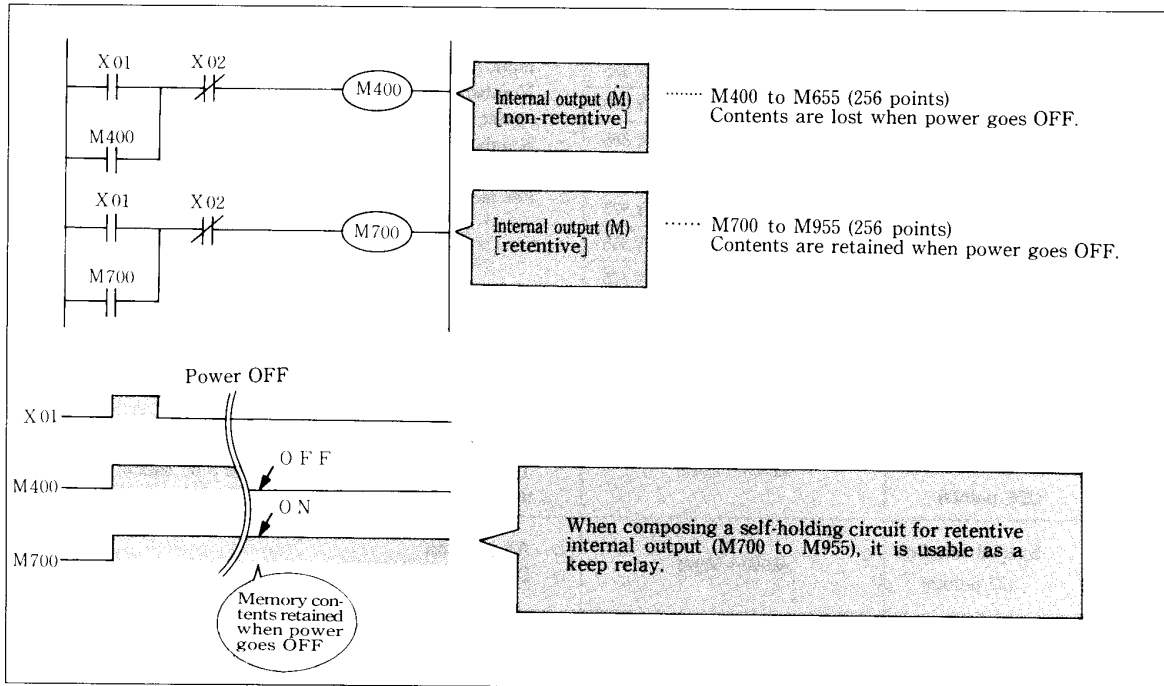 X01
X02
M400
M400
Internal output (M)
[non-retentive]
······· M400 to M655 (256 points)
Contents are lost when power goes OFF.
X01
X02
M700
M700
Internal output (M)
[retentive]
······ M700 to M955 (256 points)
Contents are retained when power goes OFF.
Power OFF
X01
OFF
M400
ON
M700
Memory con-
tents retained
when power
goes OFF
When composing a self-holding circuit for retentive
internal output (M700 to M955), it is usable as a
keep relay.